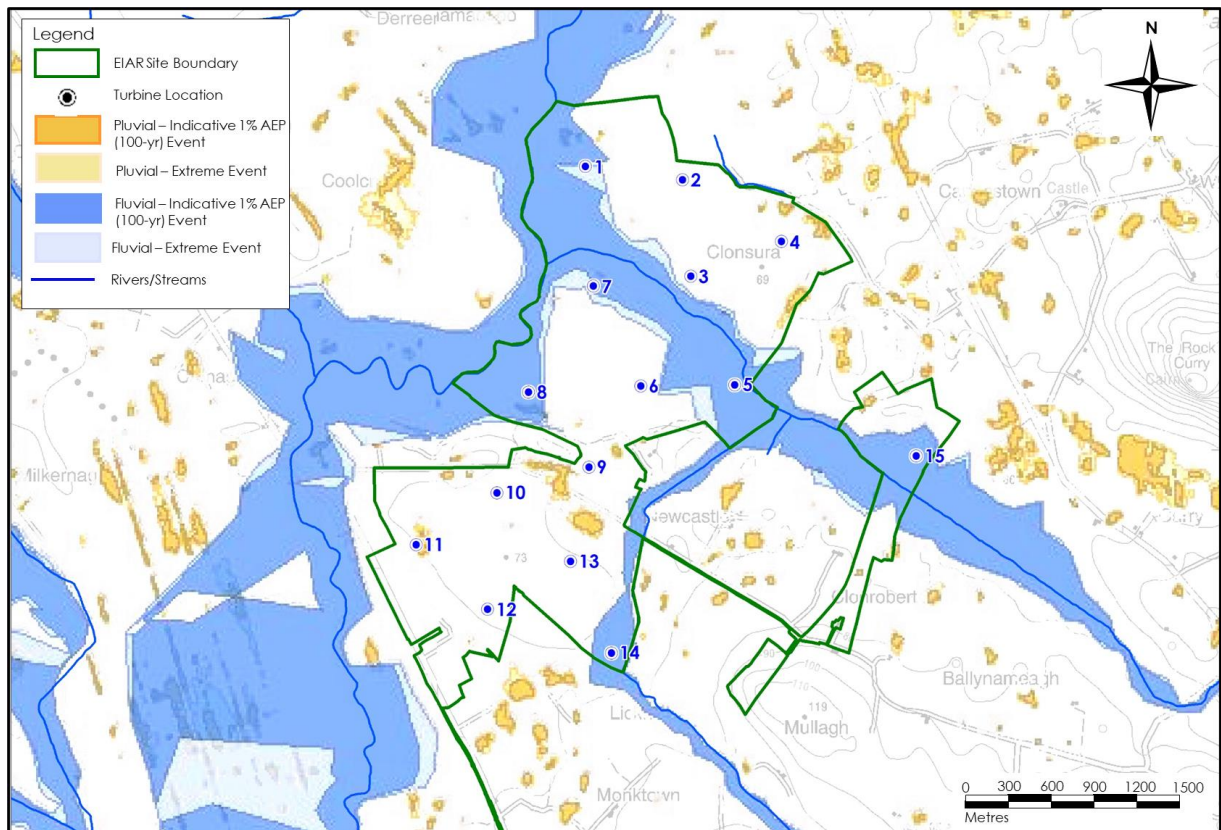 Legend
EIAR Site Boundary
Turbine Location
Pluvial – Indicative 1% AEP
(100-yr) Event
Pluvial – Extreme Event
Fluvial – Indicative 1% AEP
(100-yr) Event
Fluvial – Extreme Event
Rivers/Streams
N
Castle
1
2
4
Clonsura
69
3
7
The Rock
Curry
Cairn
8
6
5
9
15
10
11
73
13
Clonrobert
12
14
100
110
119
Mullagh
Ballynameagh
Monktown
0 300 600 900 1200 1500
Metres